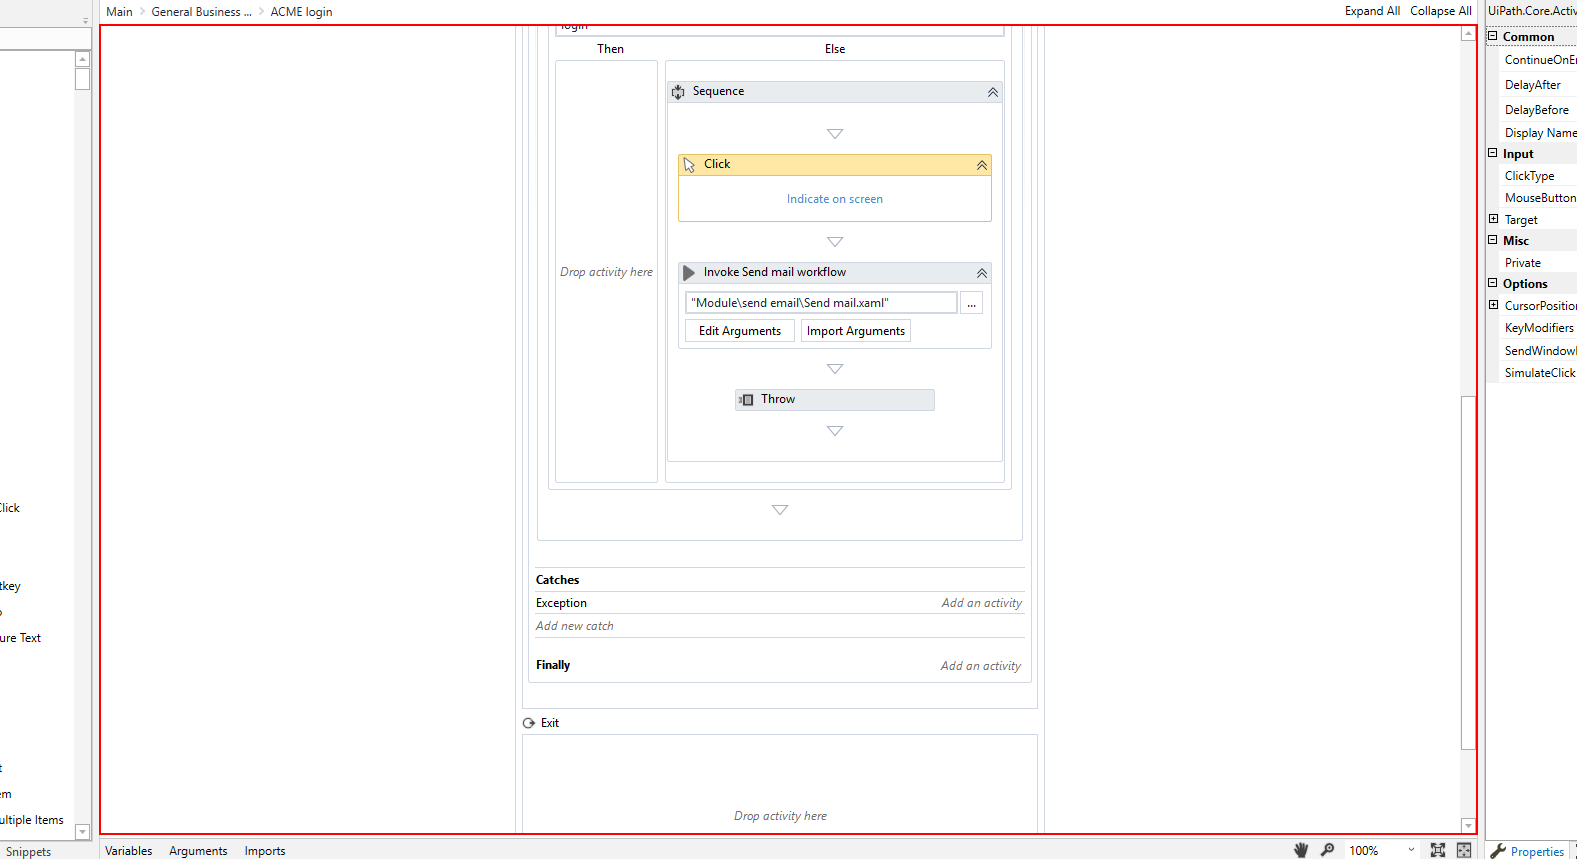 Main
General Business ...
ACME login
Expand All
Collapse All
UiPath.Core.Activ
login
Then
Else
Sequence
Click
Indicate on screen
Drop activity here
Invoke Send mail workflow
"Module\send email\Send mail.xaml"
...
Edit Arguments
Import Arguments
Throw
Catches
Exception
Add an activity
Add new catch
Finally
Add an activity
Exit
Drop activity here
Click
tkey
ure Text
t
em
ultiple Items
Snippets
Variables
Arguments
Imports
100%
Common
ContinueOnEr
DelayAfter
DelayBefore
Display Name
Input
ClickType
MouseButton
Target
Misc
Private
Options
CursorPosition
KeyModifiers
SendWindow
SimulateClick
Properties